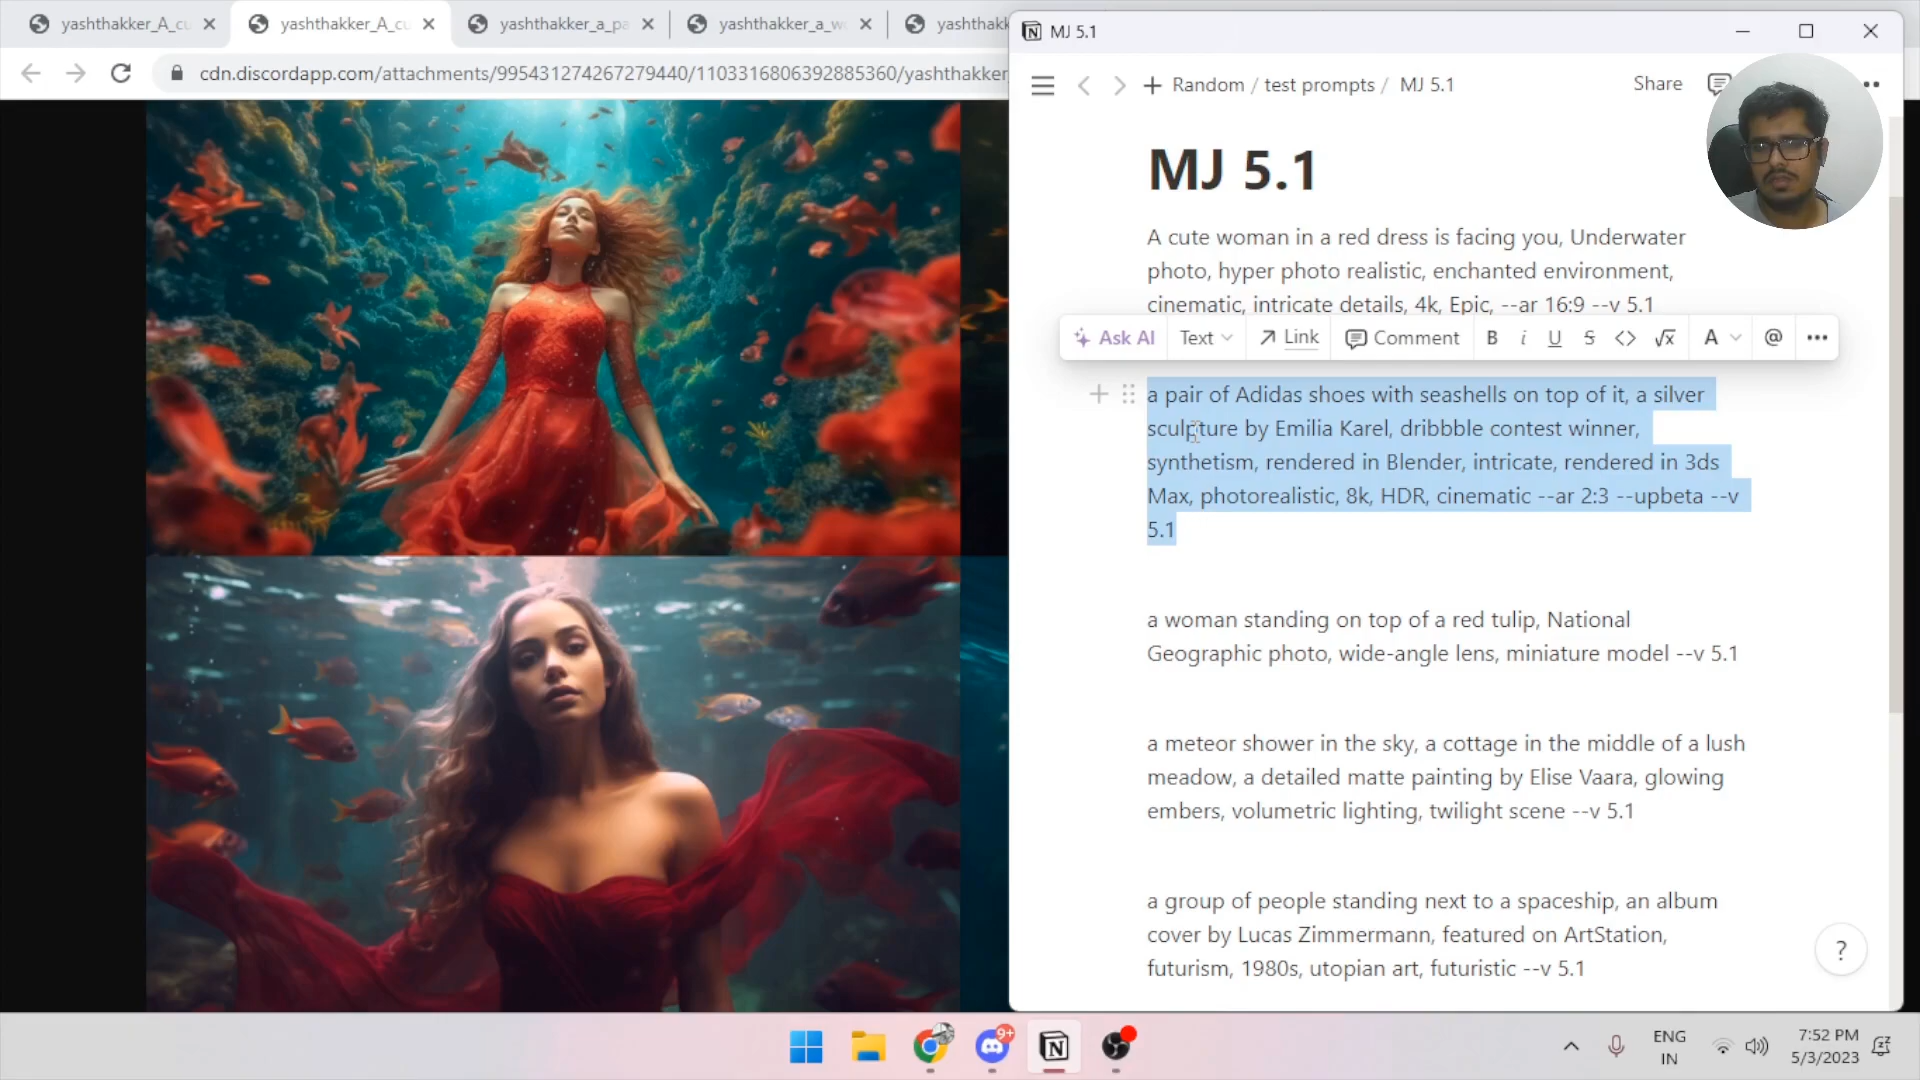 yashthakker_A_cu
yashthakker_A_cu
yashthakker_a_pa
yashthakker_a_w
yashthakk
cdn.discordapp.com/attachments/995431274267279440/1103316806392885360/yashthakker
MJ 5.1
Random / test prompts / MJ 5.1
Share
MJ 5.1
A cute woman in a red dress is facing you, Underwater
photo, hyper photo realistic, enchanted environment,
cinematic, intricate details, 4k, Epic, --ar 16:9 --v 5.1
Ask AI Text Link Comment B i U S <> √x A @ •••
a pair of Adidas shoes with seashells on top of it, a silver
sculpture by Emilia Karel, dribbble contest winner,
synthetism, rendered in Blender, intricate, rendered in 3ds
Max, photorealistic, 8k, HDR, cinematic --ar 2:3 --upbeta --v
5.1
a woman standing on top of a red tulip, National
Geographic photo, wide-angle lens, miniature model --v 5.1
a meteor shower in the sky, a cottage in the middle of a lush
meadow, a detailed matte painting by Elise Vaara, glowing
embers, volumetric lighting, twilight scene --v 5.1
a group of people standing next to a spaceship, an album
cover by Lucas Zimmermann, featured on ArtStation,
futurism, 1980s, utopian art, futuristic --v 5.1
?
9+
ENG
IN
7:52 PM
5/3/2023